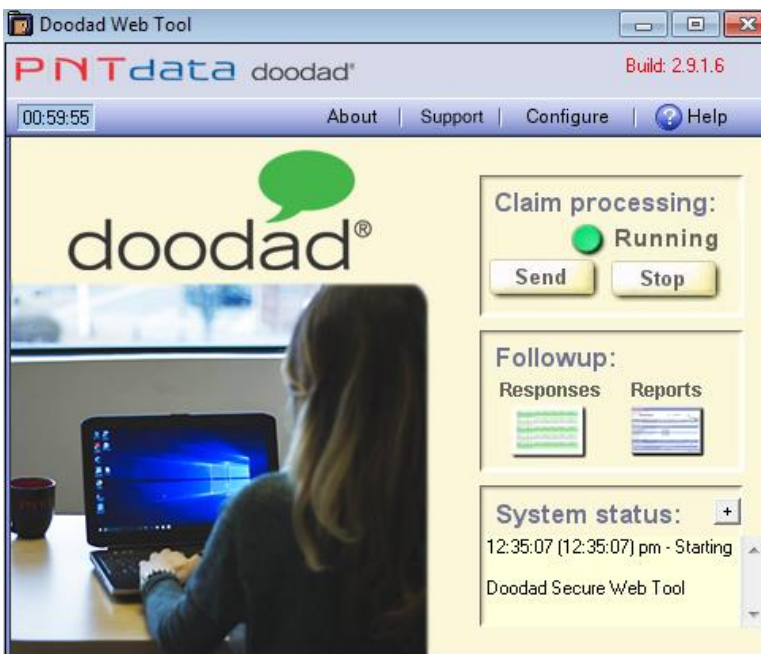 Doodad Web Tool
PNTdata doodad®
Build: 2.9.1.6
00:59:55
About | Support | Configure | ? Help
doodad®
Claim processing:
Running
Send Stop
Followup:
Responses Reports
System status: +
12:35:07 (12:35:07) pm - Starting
Doodad Secure Web Tool